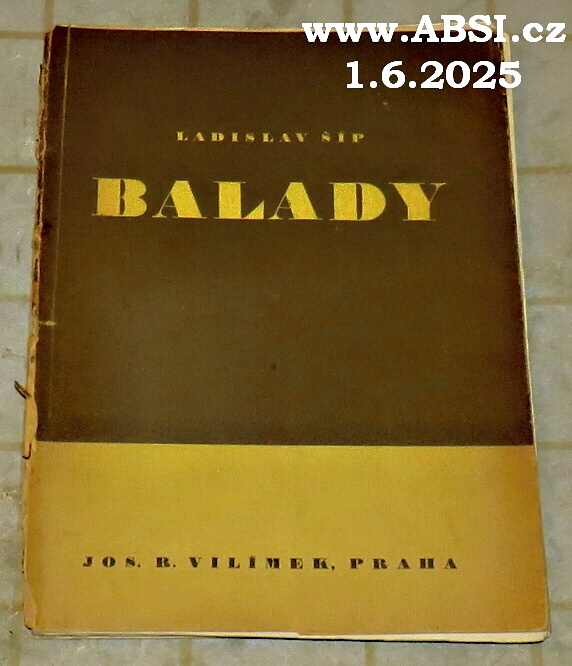 www.ABSI.cz
1.6.2025
LADISLAV ŠÍP
BALADY
JOS. R. VILÍMEK, PRAHA